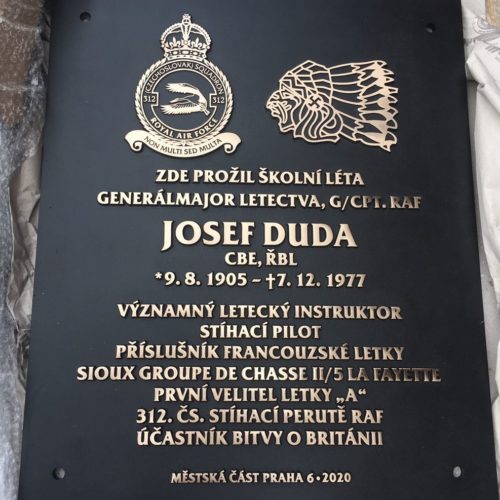 CZECHOSLOVAK SQUADRON
312 312
ROYAL AIR FORCE
NON MULTI SED MULTA
ZDE PROŽIL ŠKOLNÍ LÉTA
GENERÁLMAJOR LETECTVA, G/CPT. RAF
JOSEF DUDA
CBE, ŘBL
*9. 8. 1905 – †7. 12. 1977
VÝZNAMNÝ LETECKÝ INSTRUKTOR
STÍHACÍ PILOT
PŘÍSLUŠNÍK FRANCOUZSKÉ LETKY
SIOUX GROUPE DE CHASSE II/5 LA FAYETTE
PRVNÍ VELITEL LETKY „A“
312. ČS. STÍHACÍ PERUTĚ RAF
ÚČASTNÍK BITVY O BRITÁNII
MĚSTSKÁ ČÁST PRAHA 6 • 2020